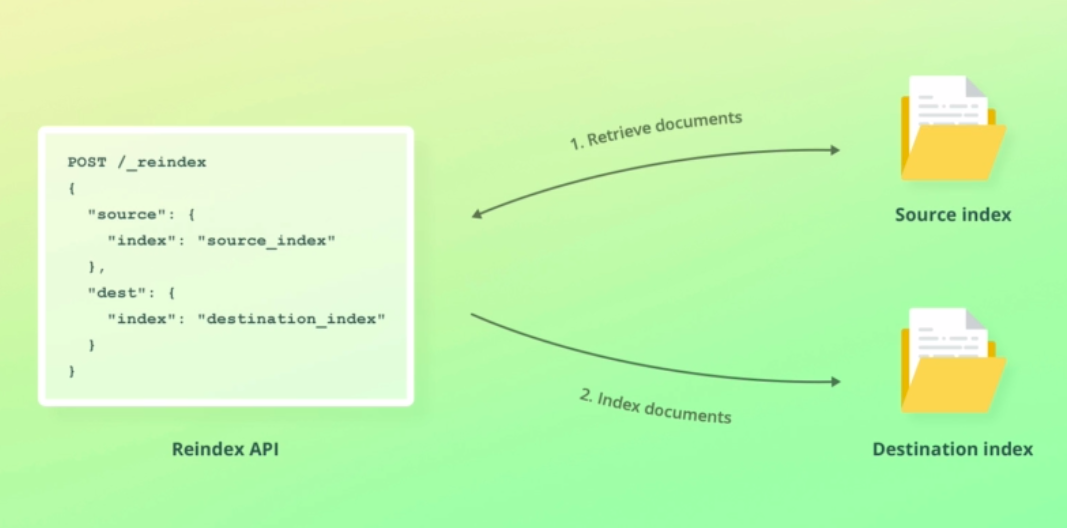 POST /_reindex
{
  "source": {
    "index": "source_index"
  },
  "dest": {
    "index": "destination_index"
  }
}
Reindex API
1. Retrieve documents
Source index
2. Index documents
Destination index